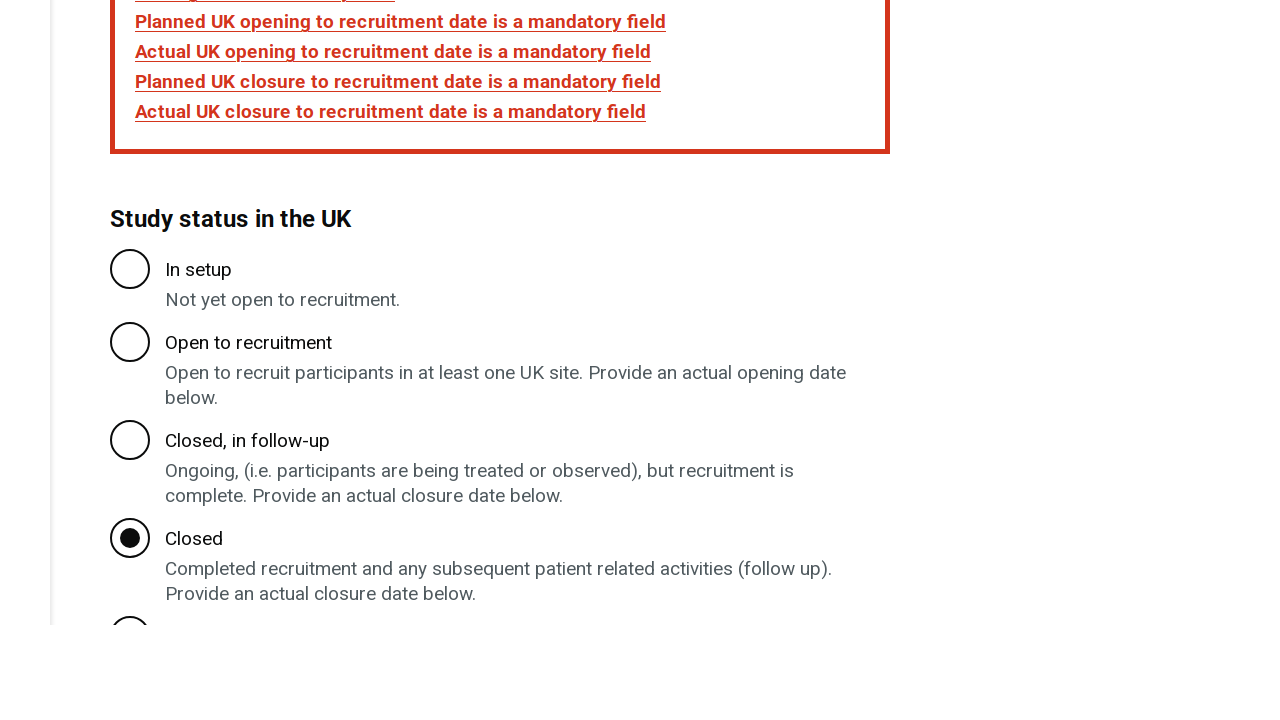 Planned UK opening to recruitment date is a mandatory field
Actual UK opening to recruitment date is a mandatory field
Planned UK closure to recruitment date is a mandatory field
Actual UK closure to recruitment date is a mandatory field
Study status in the UK
In setup
Not yet open to recruitment.
Open to recruitment
Open to recruit participants in at least one UK site. Provide an actual opening date
below.
Closed, in follow-up
Ongoing, (i.e. participants are being treated or observed), but recruitment is
complete. Provide an actual closure date below.
Closed
Completed recruitment and any subsequent patient related activities (follow up).
Provide an actual closure date below.